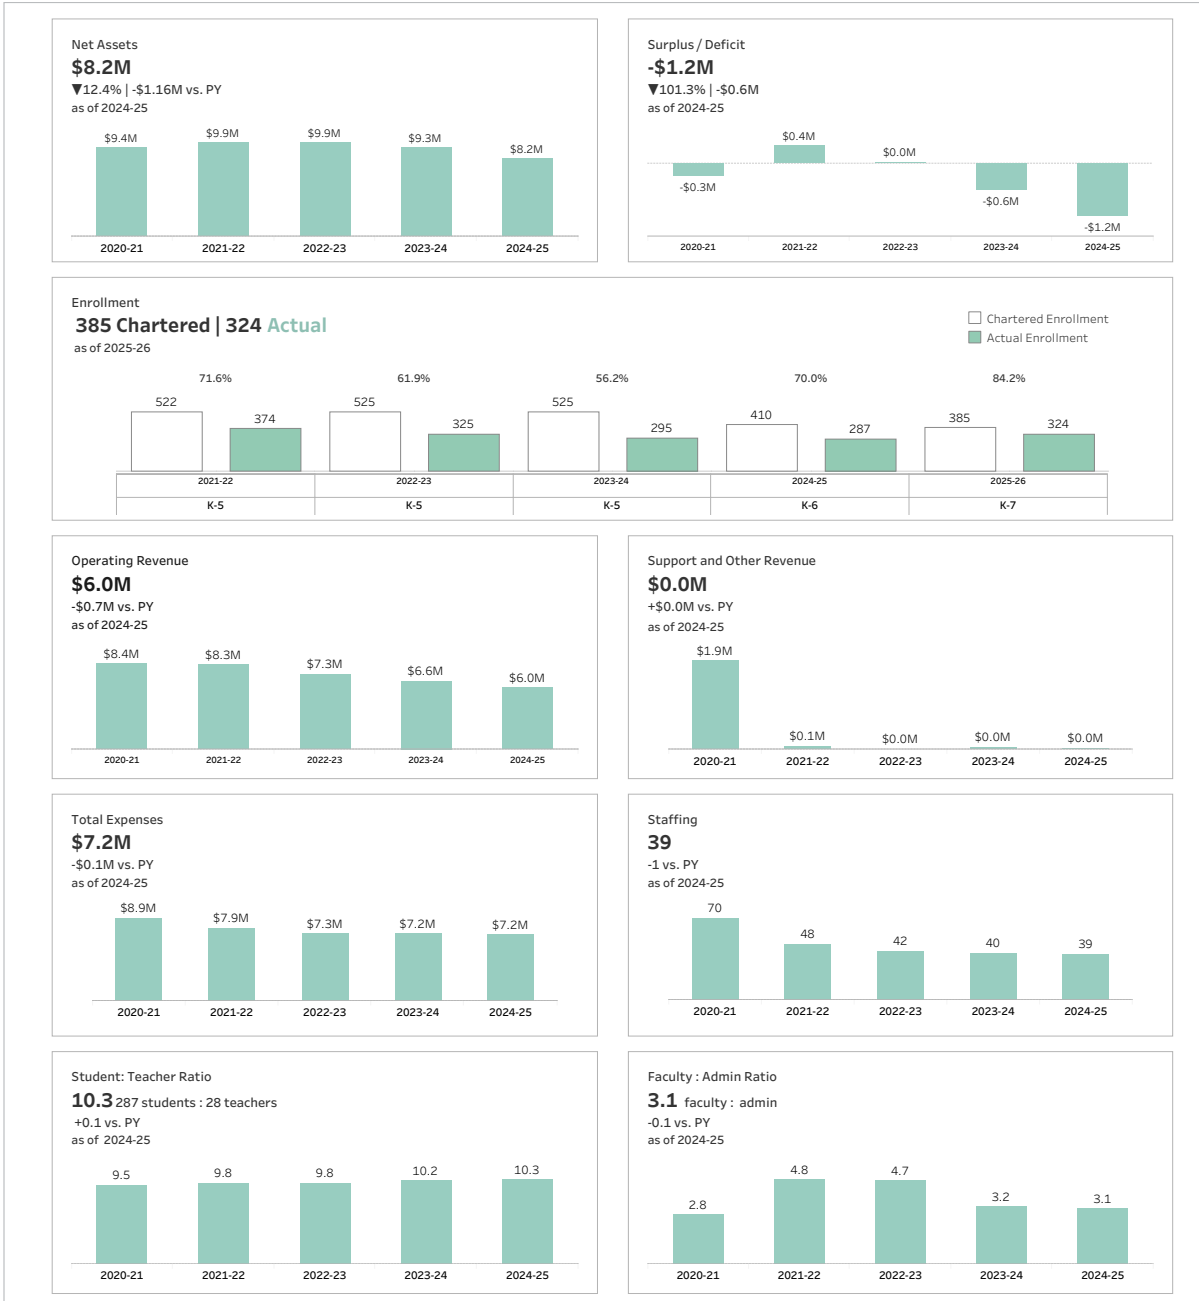 Net Assets
$8.2M
▼12.4% | -$1.16M vs. PY
as of 2024-25
$9.4M $9.9M $9.9M $9.3M $8.2M
2020-21 2021-22 2022-23 2023-24 2024-25
Surplus / Deficit
-$1.2M
▼101.3% | -$0.6M
as of 2024-25
-$0.3M $0.4M $0.0M -$0.6M -$1.2M
2020-21 2021-22 2022-23 2023-24 2024-25
Enrollment
385 Chartered | 324 Actual
as of 2025-26
Chartered Enrollment
Actual Enrollment
71.6% 61.9% 56.2% 70.0% 84.2%
522 374 525 325 525 295 410 287 385 324
2021-22 2022-23 2023-24 2024-25 2025-26
K-5 K-5 K-5 K-6 K-7
Operating Revenue
$6.0M
-$0.7M vs. PY
as of 2024-25
$8.4M $8.3M $7.3M $6.6M $6.0M
2020-21 2021-22 2022-23 2023-24 2024-25
Support and Other Revenue
$0.0M
+$0.0M vs. PY
as of 2024-25
$1.9M $0.1M $0.0M $0.0M $0.0M
2020-21 2021-22 2022-23 2023-24 2024-25
Total Expenses
$7.2M
-$0.1M vs. PY
as of 2024-25
$8.9M $7.9M $7.3M $7.2M $7.2M
2020-21 2021-22 2022-23 2023-24 2024-25
Staffing
39
-1 vs. PY
as of 2024-25
70 48 42 40 39
2020-21 2021-22 2022-23 2023-24 2024-25
Student: Teacher Ratio
10.3 287 students : 28 teachers
+0.1 vs. PY
as of 2024-25
9.5 9.8 9.8 10.2 10.3
2020-21 2021-22 2022-23 2023-24 2024-25
Faculty : Admin Ratio
3.1 faculty : admin
-0.1 vs. PY
as of 2024-25
2.8 4.8 4.7 3.2 3.1
2020-21 2021-22 2022-23 2023-24 2024-25